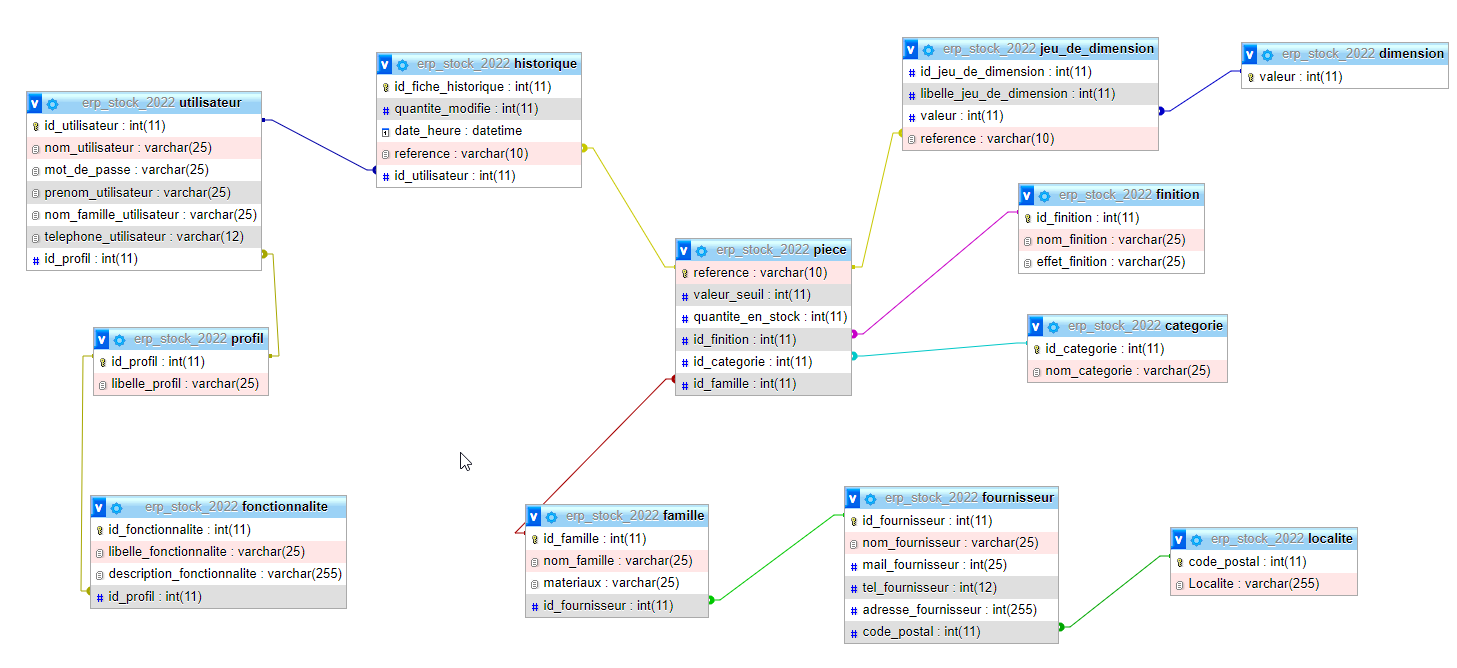 erp_stock_2022 utilisateur
id_utilisateur : int(11)
nom_utilisateur : varchar(25)
mot_de_passe : varchar(25)
prenom_utilisateur : varchar(25)
nom_famille_utilisateur : varchar(25)
telephone_utilisateur : varchar(12)
id_profil : int(11)
erp_stock_2022 historique
id_fiche_historique : int(11)
quantite_modifie : int(11)
date_heure : datetime
reference : varchar(10)
id_utilisateur : int(11)
erp_stock_2022 jeu_de_dimension
id_jeu_de_dimension : int(11)
libelle_jeu_de_dimension : int(11)
valeur : int(11)
reference : varchar(10)
erp_stock_2022 dimension
valeur : int(11)
erp_stock_2022 finition
id_finition : int(11)
nom_finition : varchar(25)
effet_finition : varchar(25)
erp_stock_2022 piece
reference : varchar(10)
valeur_seuil : int(11)
quantite_en_stock : int(11)
id_finition : int(11)
id_categorie : int(11)
id_famille : int(11)
erp_stock_2022 categorie
id_categorie : int(11)
nom_categorie : varchar(25)
erp_stock_2022 profil
id_profil : int(11)
libelle_profil : varchar(25)
erp_stock_2022 fonctionnalite
id_fonctionnalite : int(11)
libelle_fonctionnalite : varchar(25)
description_fonctionnalite : varchar(255)
id_profil : int(11)
erp_stock_2022 famille
id_famille : int(11)
nom_famille : varchar(25)
materiaux : varchar(25)
id_fournisseur : int(11)
erp_stock_2022 fournisseur
id_fournisseur : int(11)
nom_fournisseur : varchar(25)
mail_fournisseur : int(25)
tel_fournisseur : int(12)
adresse_fournisseur : int(255)
code_postal : int(11)
erp_stock_2022 localite
code_postal : int(11)
Localite : varchar(255)